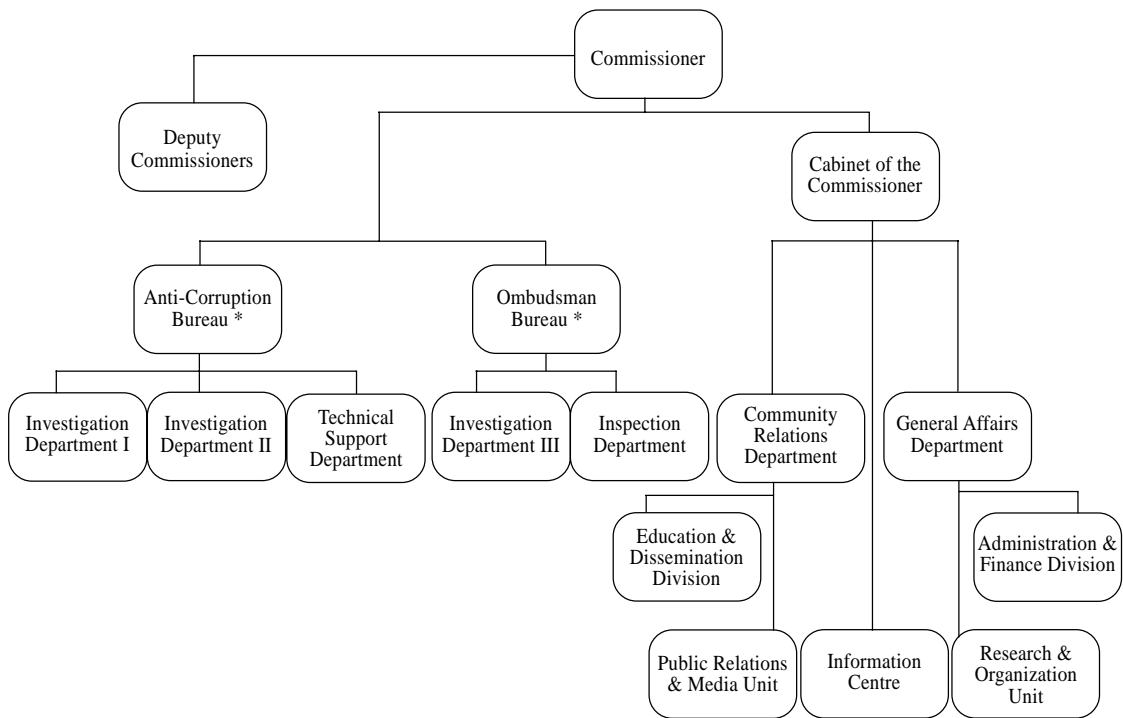 Commissioner
Deputy
Commissioners
Cabinet of the
Commissioner
Anti-Corruption
Bureau *
Ombudsman
Bureau *
Investigation
Department I
Investigation
Department II
Technical
Support
Department
Investigation
Department III
Inspection
Department
Community
Relations
Department
General Affairs
Department
Education &
Dissemination
Division
Administration &
Finance Division
Public Relations
& Media Unit
Information
Centre
Research &
Organization
Unit